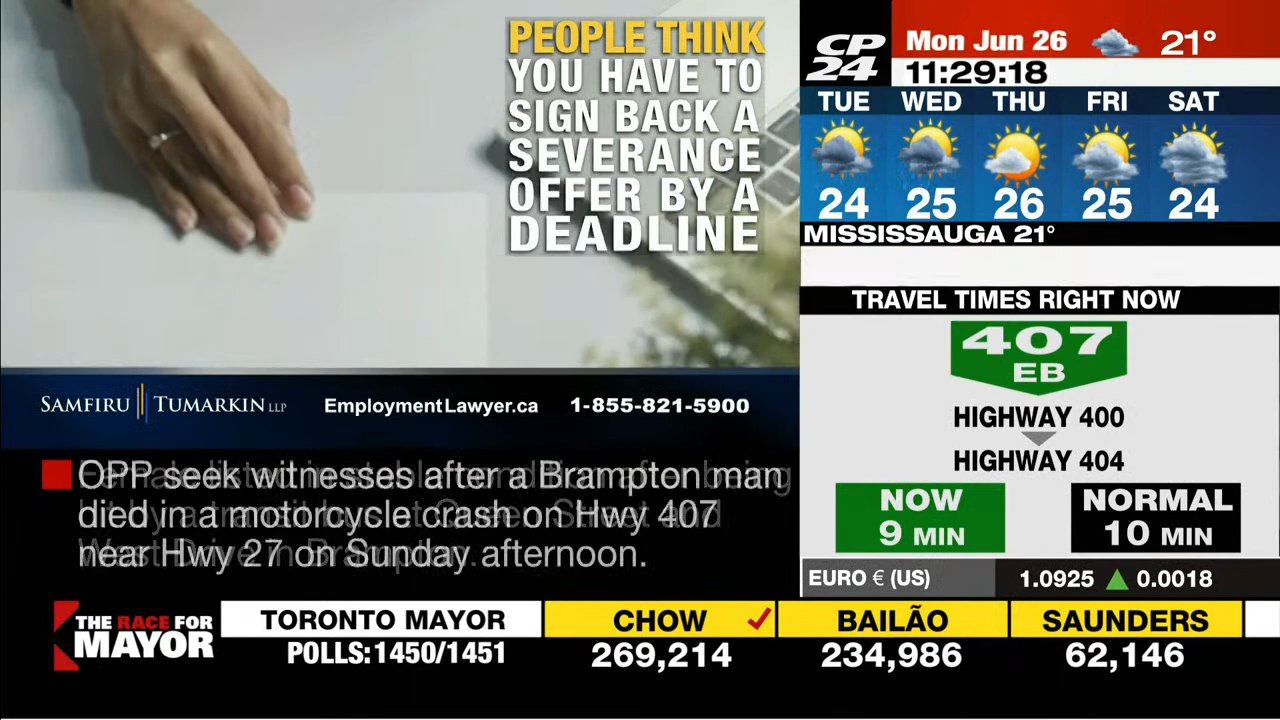 PEOPLE THINK
YOU HAVE TO
SIGN BACK A
SEVERANCE
OFFER BY A
DEADLINE
SAMFIRU TUMARKIN LLP
EmploymentLawyer.ca
1-855-821-5900
OPP seek witnesses after a Brampton man
died in a motorcycle crash on Hwy 407
near Hwy 27 on Sunday afternoon.
CP
24
Mon Jun 26
21°
11:29:18
TUE WED THU FRI SAT
24 25 26 25 24
MISSISSAUGA 21°
TRAVEL TIMES RIGHT NOW
407
EB
HIGHWAY 400
HIGHWAY 404
NOW
9 MIN
NORMAL
10 MIN
EURO € (US) 1.0925 0.0018
THE RACE FOR
MAYOR
TORONTO MAYOR
POLLS:1450/1451
CHOW
269,214
BAILÃO
234,986
SAUNDERS
62,146